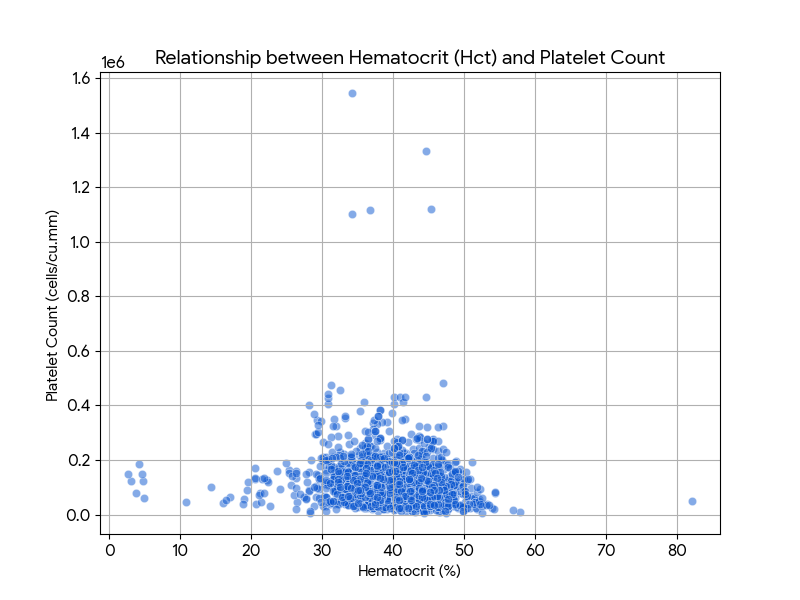 Relationship between Hematocrit (Hct) and Platelet Count
1e6
1.6
1.4
1.2
1.0
0.8
0.6
0.4
0.2
0.0
Platelet Count (cells/cu.mm)
0 10 20 30 40 50 60 70 80
Hematocrit (%)